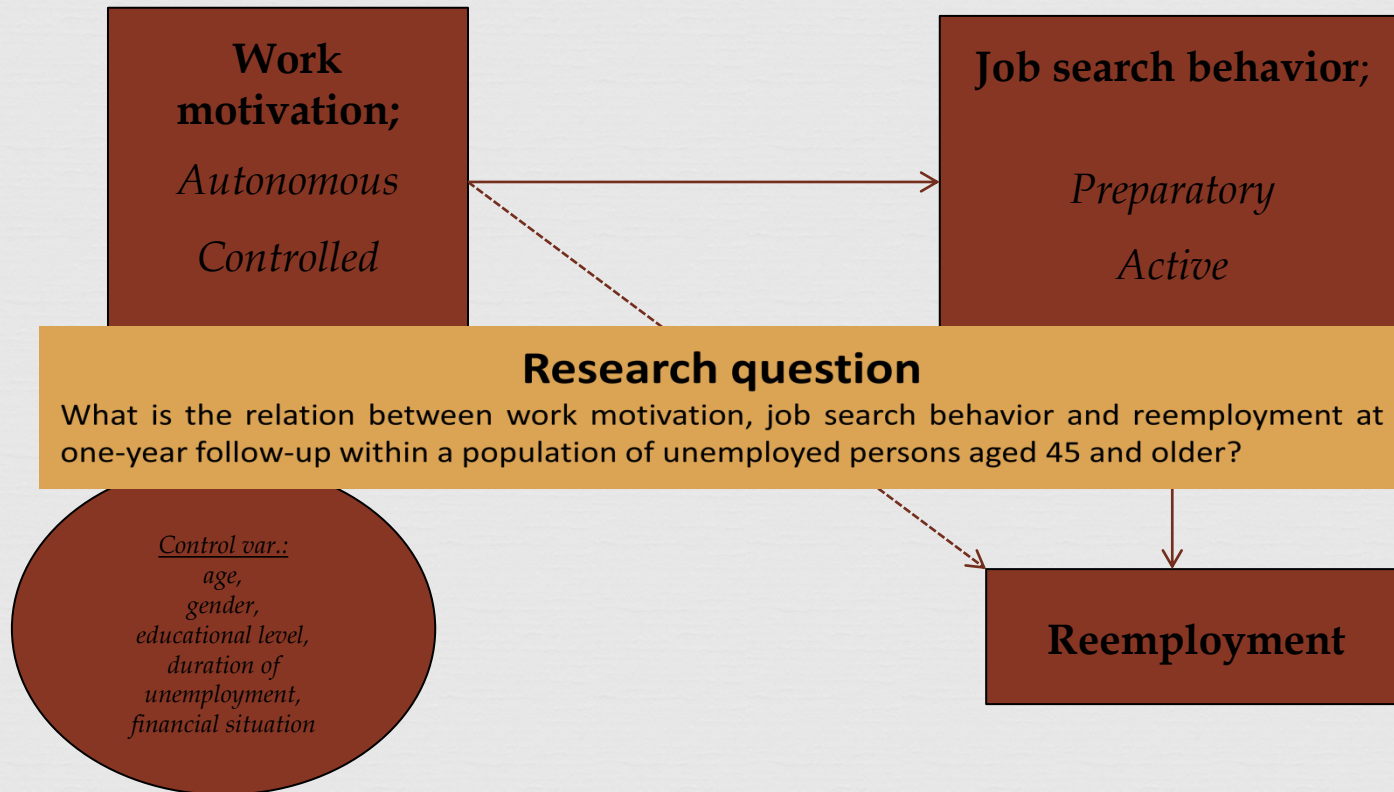 Work
motivation;
Autonomous
Controlled
Job search behavior;
Preparatory
Active
Research question
What is the relation between work motivation, job search behavior and reemployment at
one-year follow-up within a population of unemployed persons aged 45 and older?
Control var.:
age,
gender,
educational level,
duration of
unemployment,
financial situation
Reemployment